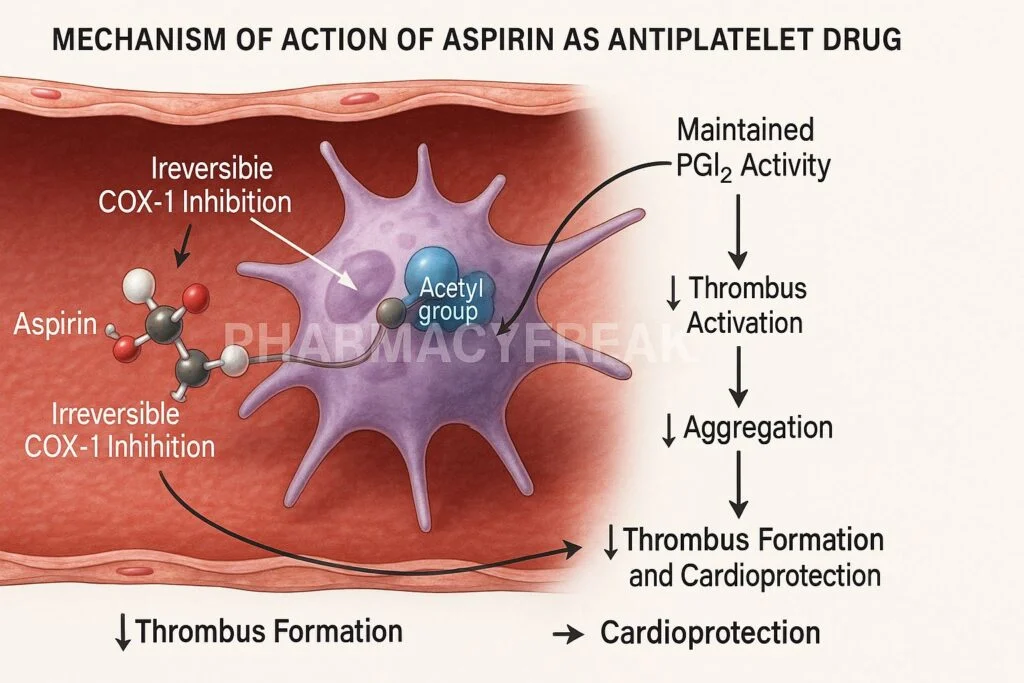 MECHANISM OF ACTION OF ASPIRIN AS ANTIPLATELET DRUG
Ireversibie
COX-1 Inhibition
Aspirin
Irreversible
COX-1 Inhihition
Acetyl
group
PHARMACYFREAK
Maintained
PGI₂ Activity
↓ Thrombus
Activation
↓ Aggregation
↓ Thrombus Formation
and Cardioprotection
↓ Thrombus Formation
→ Cardioprotection